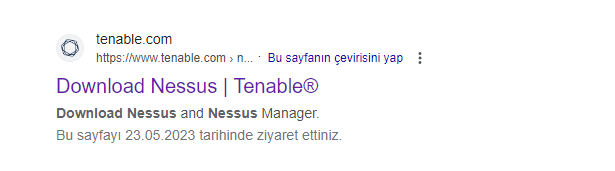 tenable.com
https://www.tenable.com › n... · Bu sayfanın çevirisini yap
Download Nessus | Tenable®
Download Nessus and Nessus Manager.
Bu sayfayı 23.05.2023 tarihinde ziyaret ettiniz.